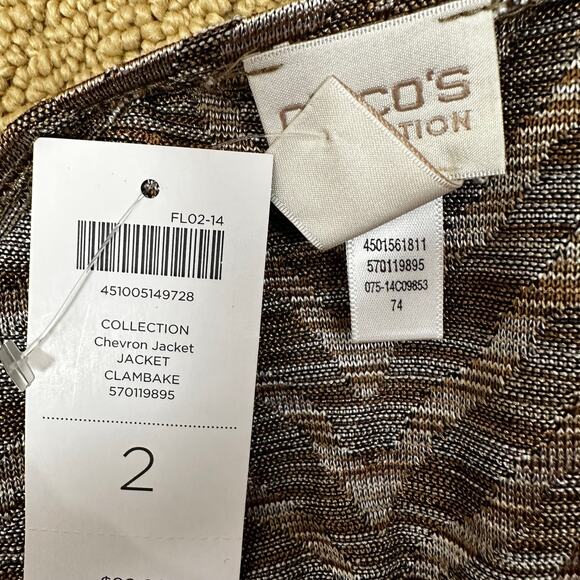 FL02-14
451005149728
COLLECTION
Chevron Jacket
JACKET
CLAMBAKE
570119895
2
4501561811
570119895
075-14C09853
74